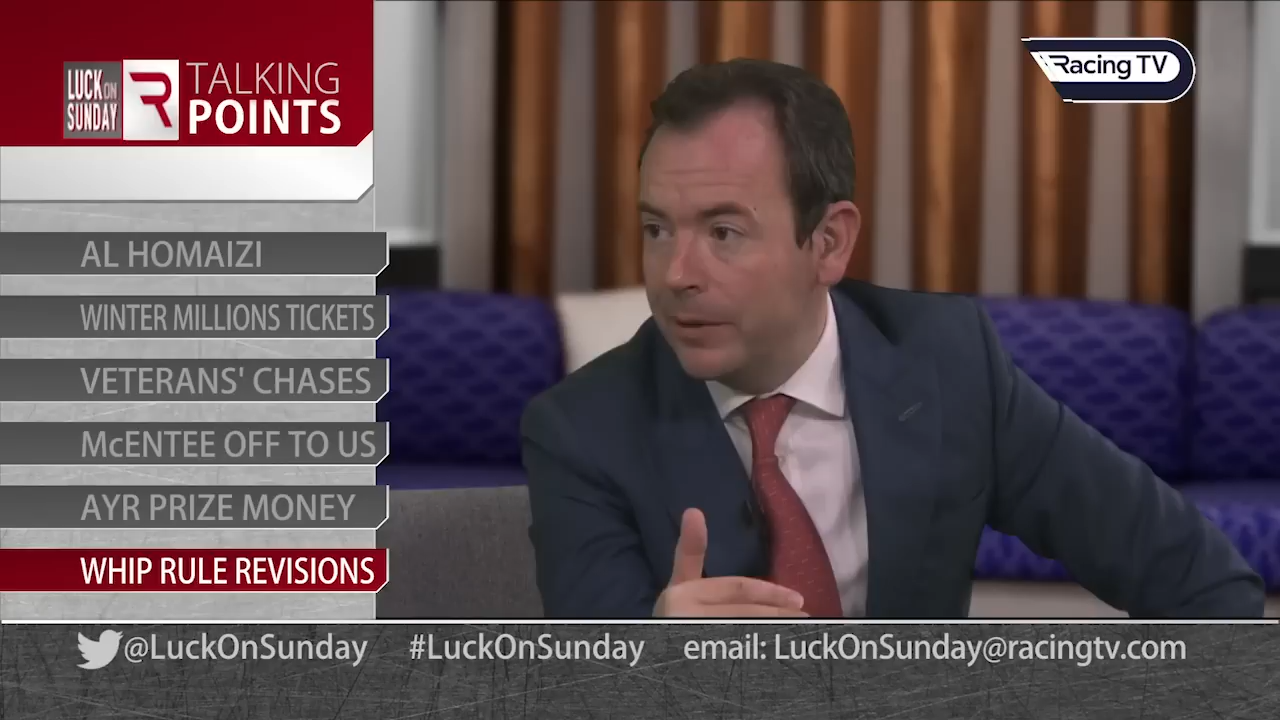 LUCK ON
SUNDAY
R
TALKING
POINTS
Racing TV
AL HOMAIZI
WINTER MILLIONS TICKETS
VETERANS' CHASES
McENTEE OFF TO US
AYR PRIZE MONEY
WHIP RULE REVISIONS
@LuckOnSunday #LuckOnSunday email: LuckOnSunday@racingtv.com